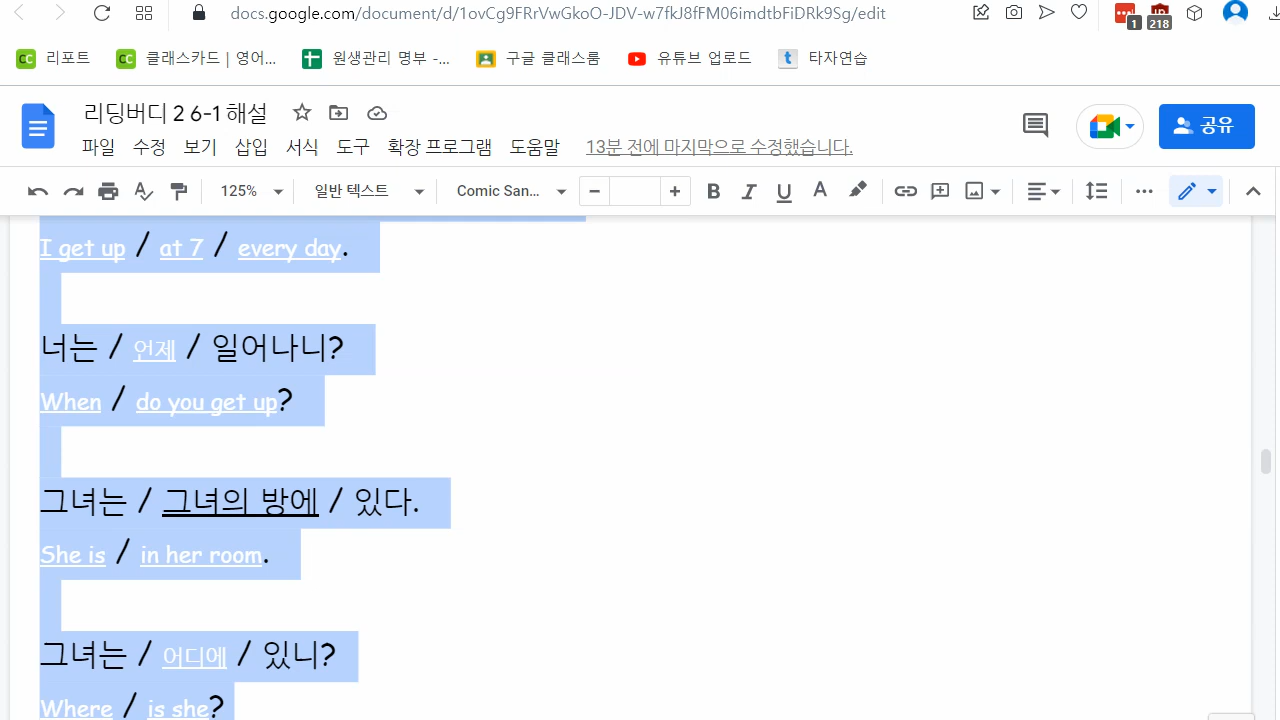 docs.google.com/document/d/1ovCg9FRrVwGkoO-JDV-w7fkJ8fFM06imdtbFiDRk9Sg/edit
1
218
CC 리포트 CC 클래스카드 | 영어... 원생관리 명부 -... 구글 클래스룸 유튜브 업로드 t 타자연습
리딩버디 2 6-1 해설
파일 수정 보기 삽입 서식 도구 확장 프로그램 도움말 13분 전에 마지막으로 수정했습니다.
공유
125% 일반 텍스트 Comic San... − + B I U A
I get up / at 7 / every day.
너는 / 언제 / 일어나니?
When / do you get up?
그녀는 / 그녀의 방에 / 있다.
She is / in her room.
그녀는 / 어디에 / 있니?
Where / is she?